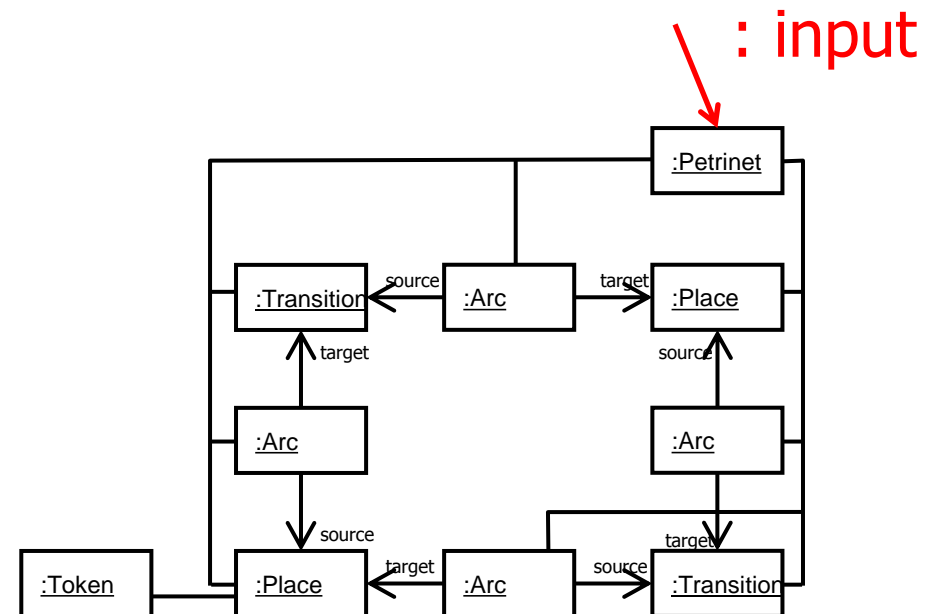 : input
:Petrinet
source
target
:Transition
:Arc
:Place
target
source
:Arc
:Arc
source
target
target
source
:Token
:Place
:Arc
:Transition